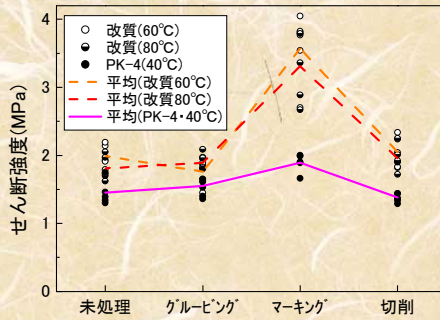 4
3
2
1
0
せん断強度(MPa)
改質(60℃)
改質(80℃)
PK-4(40℃)
平均(改質60℃)
平均(改質80℃)
平均(PK-4・40℃)
未処理 グルービング マーキング 切削